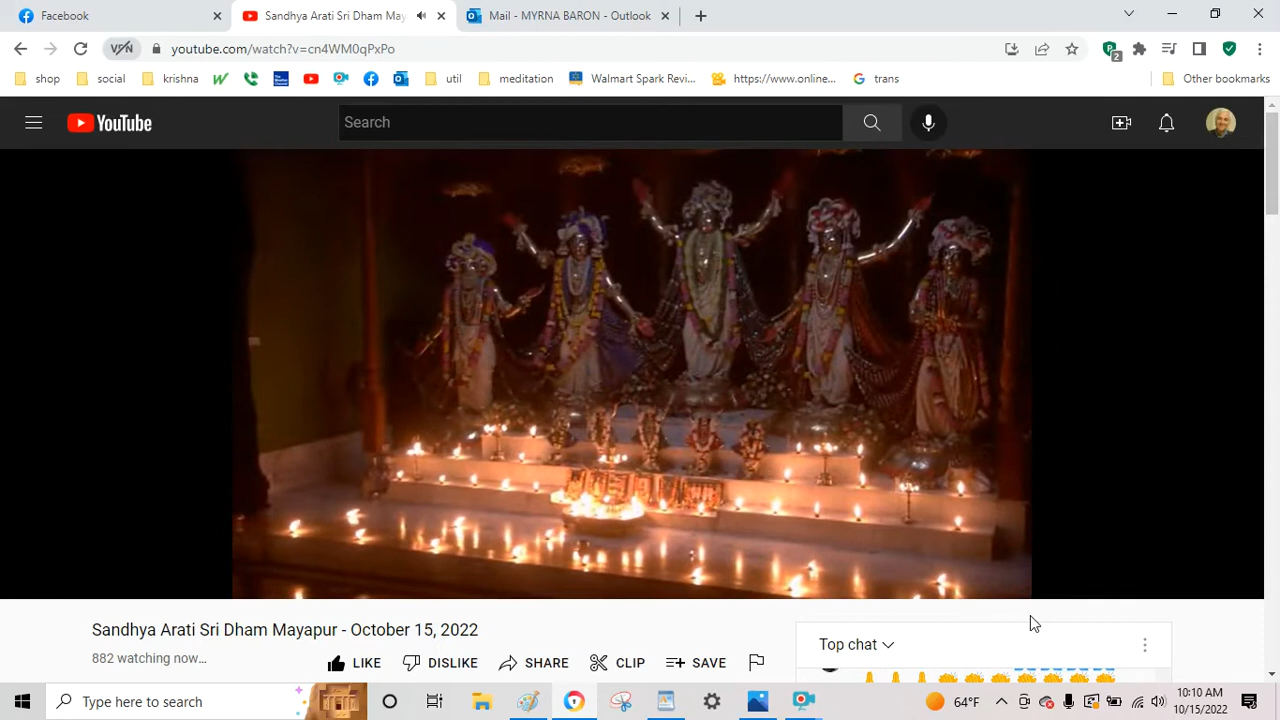 Facebook
Sandhya Arati Sri Dham May
Mail - MYRNA BARON - Outlook
VPN
youtube.com/watch?v=cn4WM0qPxPo
2
shop
social
krishna
util
meditation
Walmart Spark Revi...
https://www.online...
trans
Other bookmarks
YouTube
Search
Sandhya Arati Sri Dham Mayapur - October 15, 2022
882 watching now...
LIKE
DISLIKE
SHARE
CLIP
SAVE
Top chat
Type here to search
64°F
10:10 AM
10/15/2022